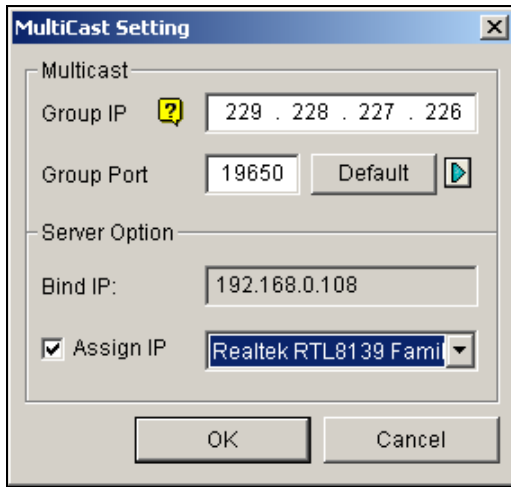 MultiCast Setting
Multicast
Group IP ? 229 . 228 . 227 . 226
Group Port 19650 Default
Server Option
Bind IP: 192.168.0.108
Assign IP Realtek RTL8139 Famil
OK Cancel